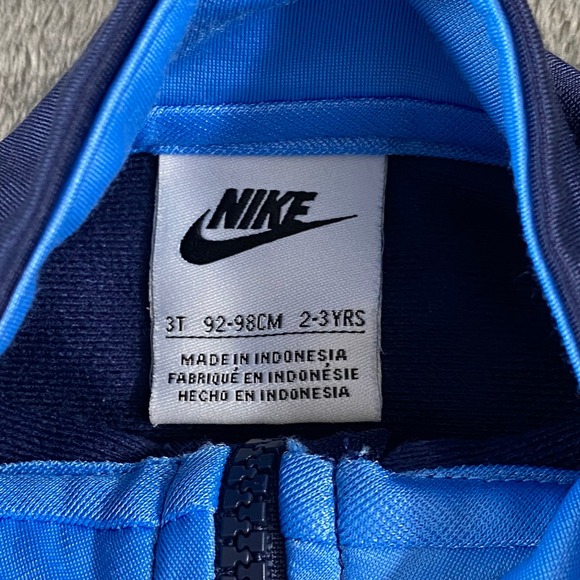 NIKE
3T 92-98CM 2-3YRS
MADE IN INDONESIA
FABRIQUÉ EN INDONÉSIE
HECHO EN INDONESIA